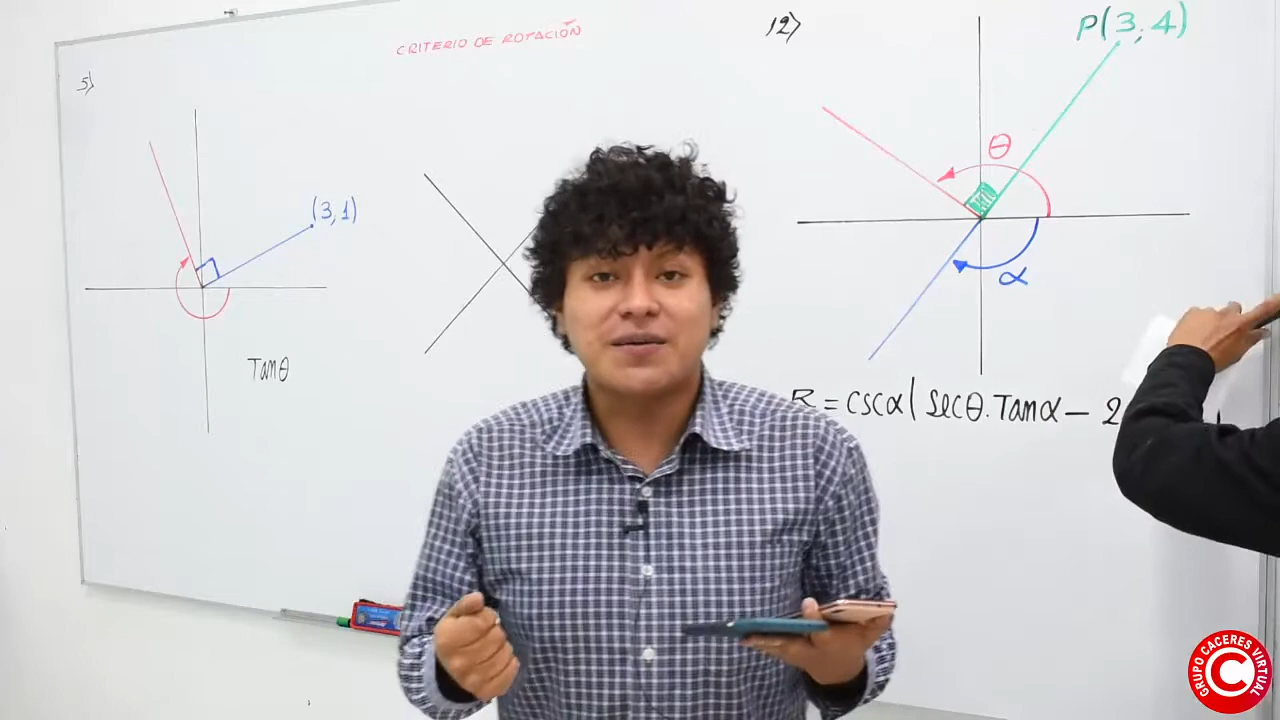 5)
CRITERIO DE ROTACIÓN
(3,1)
Tanθ
12)
P(3,4)
θ
α
R = cscα( secθ.Tanα - 2
GRUPO CACERES VIRTUAL
C